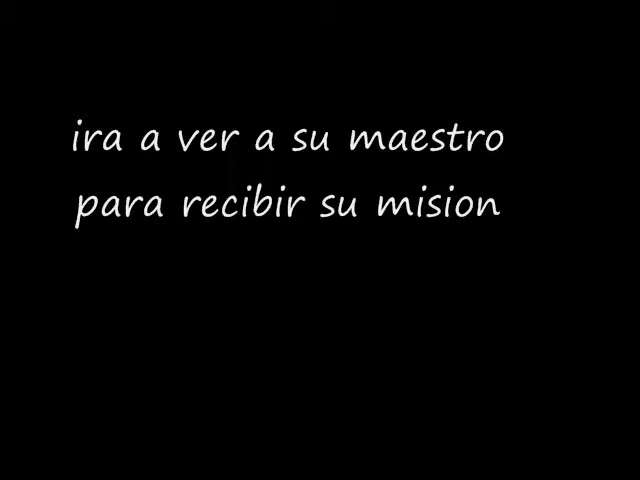 ira a ver a su maestro
para recibir su mision